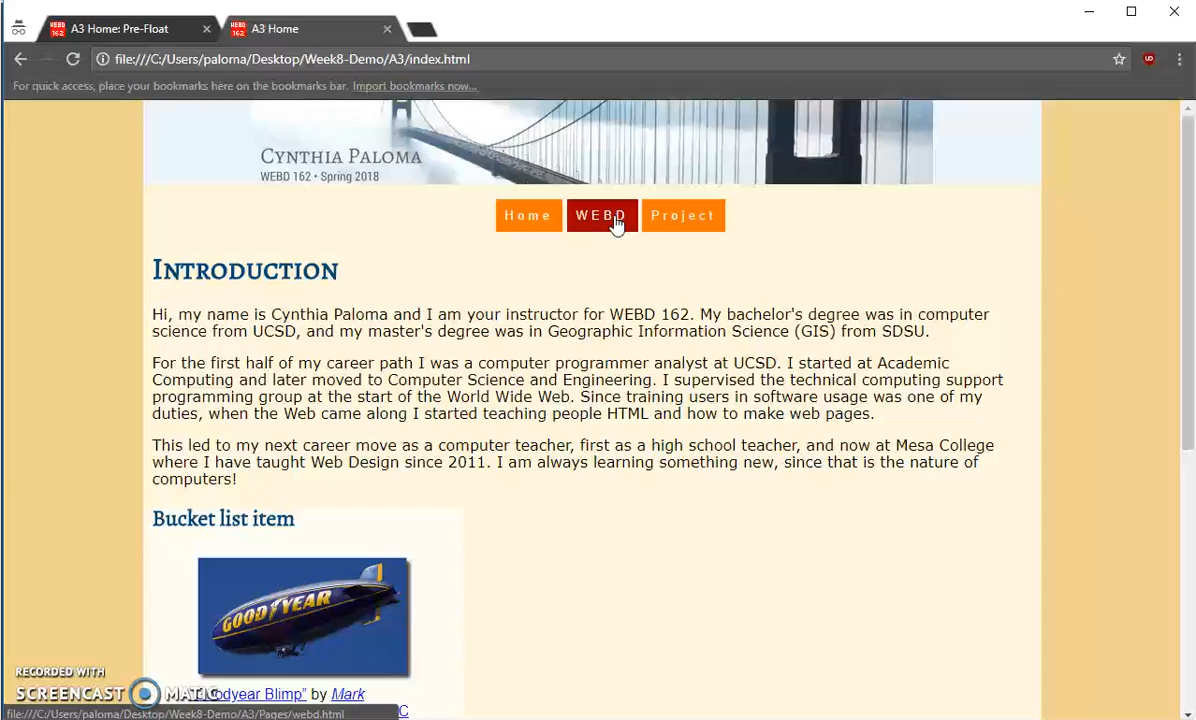 A3 Home: Pre-Float
A3 Home
file:///C:/Users/paloma/Desktop/Week8-Demo/A3/index.html
For quick access, place your bookmarks here on the bookmarks bar. Import bookmarks now...
CYNTHIA PALOMA
WEBD 162 • Spring 2018
Home WEBD Project
INTRODUCTION
Hi, my name is Cynthia Paloma and I am your instructor for WEBD 162. My bachelor's degree was in computer
science from UCSD, and my master's degree was in Geographic Information Science (GIS) from SDSU.
For the first half of my career path I was a computer programmer analyst at UCSD. I started at Academic
Computing and later moved to Computer Science and Engineering. I supervised the technical computing support
programming group at the start of the World Wide Web. Since training users in software usage was one of my
duties, when the Web came along I started teaching people HTML and how to make web pages.
This led to my next career move as a computer teacher, first as a high school teacher, and now at Mesa College
where I have taught Web Design since 2011. I am always learning something new, since that is the nature of
computers!
Bucket list item
GOODYEAR
Blimp” by Mark
C
RECORDED WITH
SCREENCAST MATIC
file:///C:/Users/paloma/Desktop/Week8-Demo/A3/Pages/webd.html